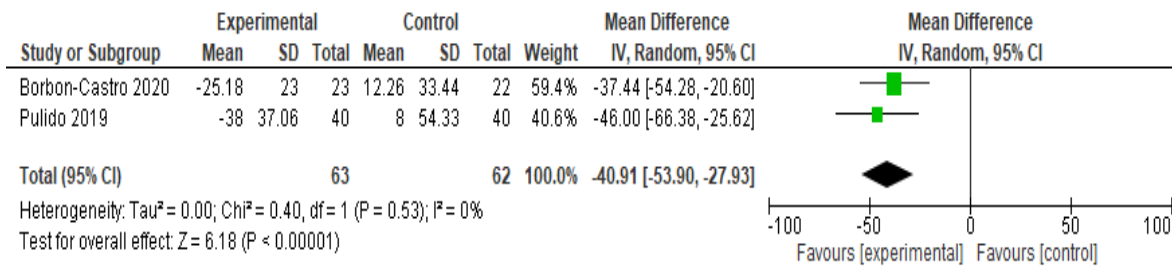 Experimental Control Mean Difference Mean Difference
Study or Subgroup Mean SD Total Mean SD Total Weight IV, Random, 95% CI IV, Random, 95% CI
Borbon-Castro 2020 -25.18 23 23 12.26 33.44 22 59.4% -37.44 [-54.28, -20.60]
Pulido 2019 -38 37.06 40 8 54.33 40 40.6% -46.00 [-66.38, -25.62]
Total (95% CI) 63 62 100.0% -40.91 [-53.90, -27.93]
Heterogeneity: Tau² = 0.00; Chi² = 0.40, df = 1 (P = 0.53); I² = 0%
Test for overall effect: Z = 6.18 (P < 0.00001)
-100 -50 0 50 100
Favours [experimental] Favours [control]